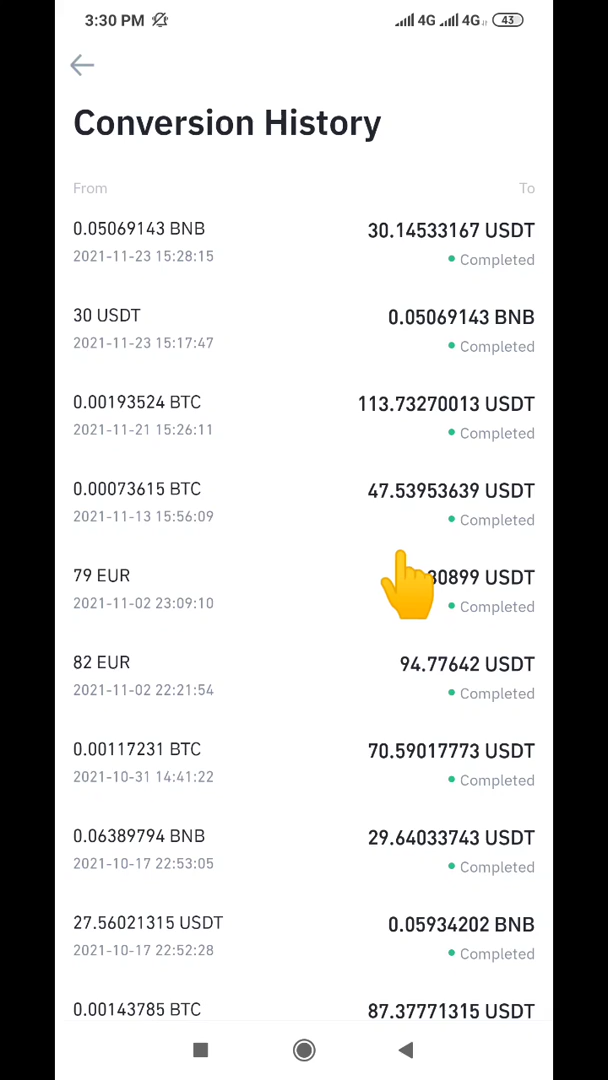 3:30 PM 4G 4G 43
Conversion History
From To
0.05069143 BNB 30.14533167 USDT
2021-11-23 15:28:15 Completed
30 USDT 0.05069143 BNB
2021-11-23 15:17:47 Completed
0.00193524 BTC 113.73270013 USDT
2021-11-21 15:26:11 Completed
0.00073615 BTC 47.53953639 USDT
2021-11-13 15:56:09 Completed
79 EUR USDT
2021-11-02 23:09:10 Completed
82 EUR 94.77642 USDT
2021-11-02 22:21:54 Completed
0.00117231 BTC 70.59017773 USDT
2021-10-31 14:41:22 Completed
0.06389794 BNB 29.64033743 USDT
2021-10-17 22:53:05 Completed
27.56021315 USDT 0.05934202 BNB
2021-10-17 22:52:28 Completed
0.00143785 BTC 87.37771315 USDT